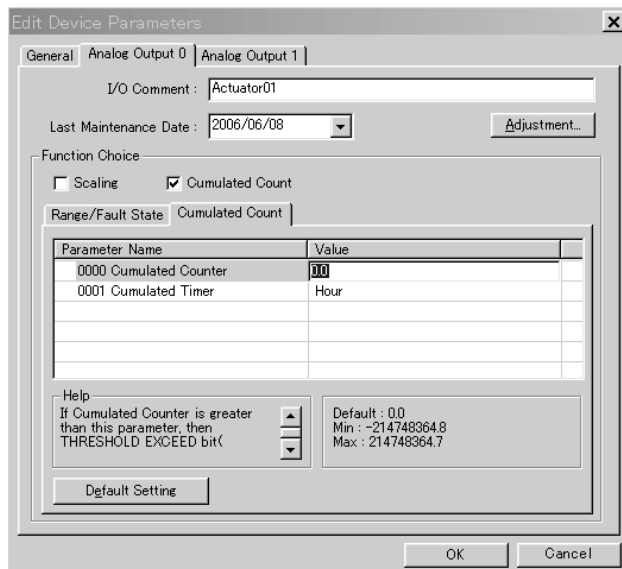 Edit Device Parameters
General Analog Output 0 Analog Output 1
I/O Comment : Actuator01
Last Maintenance Date : 2006/06/08 Adjustment...
Function Choice
Scaling Cumulated Count
Range/Fault State Cumulated Count
Parameter Name Value
0000 Cumulated Counter 0.0
0001 Cumulated Timer Hour
Help
If Cumulated Counter is greater
than this parameter, then
THRESHOLD EXCEED bit(
Default : 0.0
Min : -214748364.8
Max : 214748364.7
Default Setting
OK Cancel